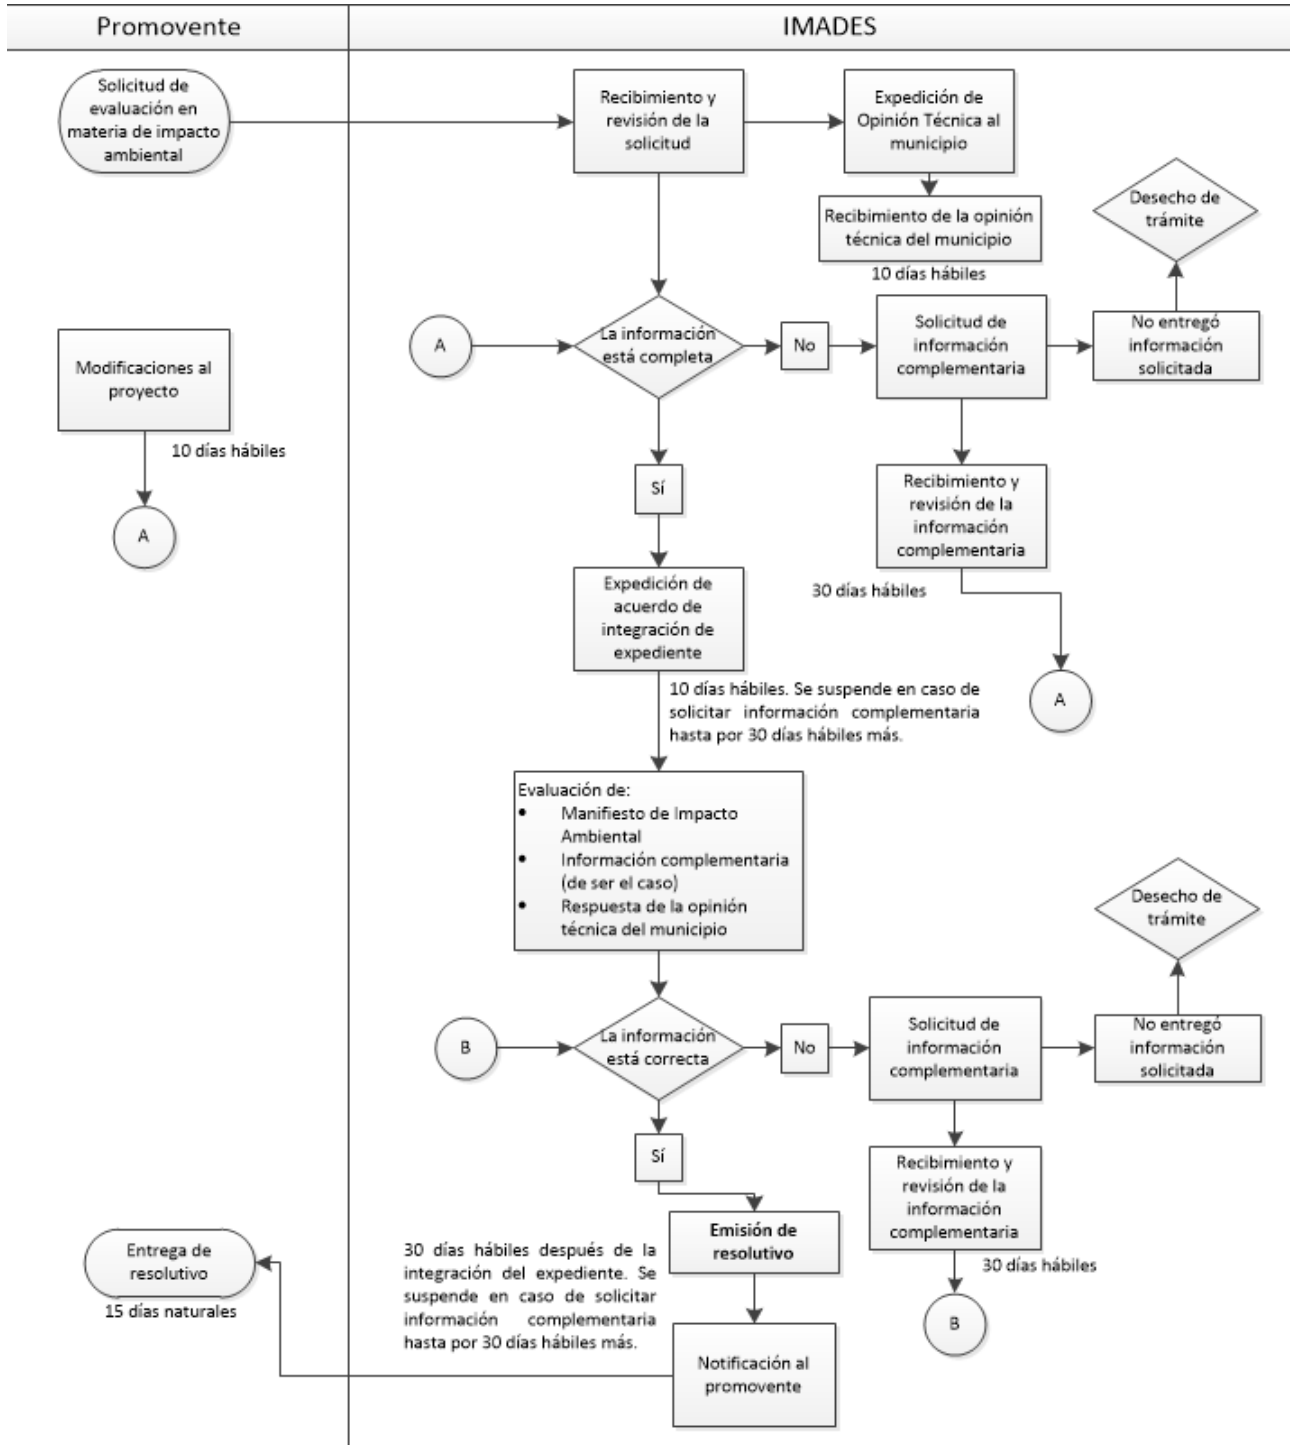 Promovente
IMADES
Solicitud de
evaluación en
materia de impacto
ambiental
Recibimiento y
revisión de la
solicitud
Expedición de
Opinión Técnica al
municipio
Recibimiento de la opinión
técnica del municipio
10 días hábiles
Desecho de
trámite
A
La información
está completa
No
Solicitud de
información
complementaria
No entregó
información
solicitada
Modificaciones al
proyecto
10 días hábiles
A
Sí
Recibimiento y
revisión de la
información
complementaria
30 días hábiles
A
Expedición de
acuerdo de
integración de
expediente
10 días hábiles. Se suspende en caso de
solicitar información complementaria
hasta por 30 días hábiles más.
Evaluación de:
• Manifiesto de Impacto
Ambiental
• Información complementaria
(de ser el caso)
• Respuesta de la opinión
técnica del municipio
Desecho de
trámite
B
La información
está correcta
No
Solicitud de
información
complementaria
No entregó
información
solicitada
Sí
Recibimiento y
revisión de la
información
complementaria
30 días hábiles
B
Emisión de
resolutivo
30 días hábiles después de la
integración del expediente. Se
suspende en caso de solicitar
información complementaria
hasta por 30 días hábiles más.
Notificación al
promovente
Entrega de
resolutivo
15 días naturales